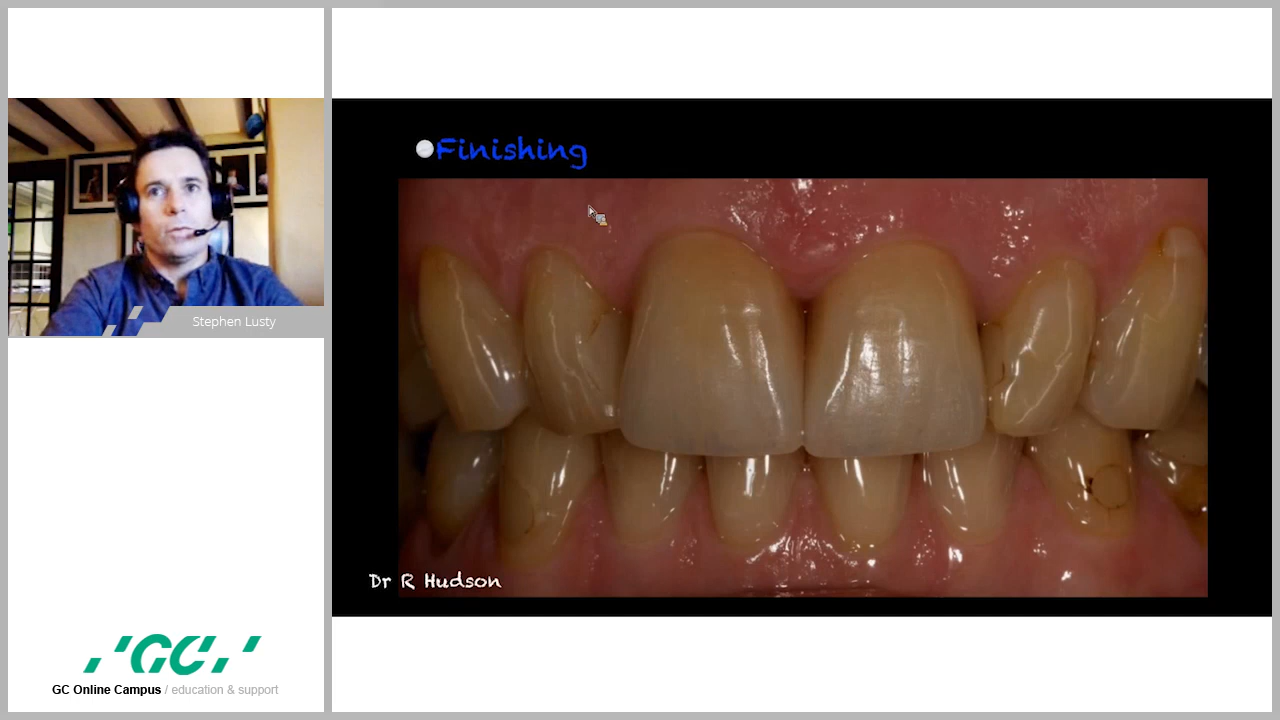 Finishing
Stephen Lusty
Dr R Hudson
GC
GC Online Campus / education & support